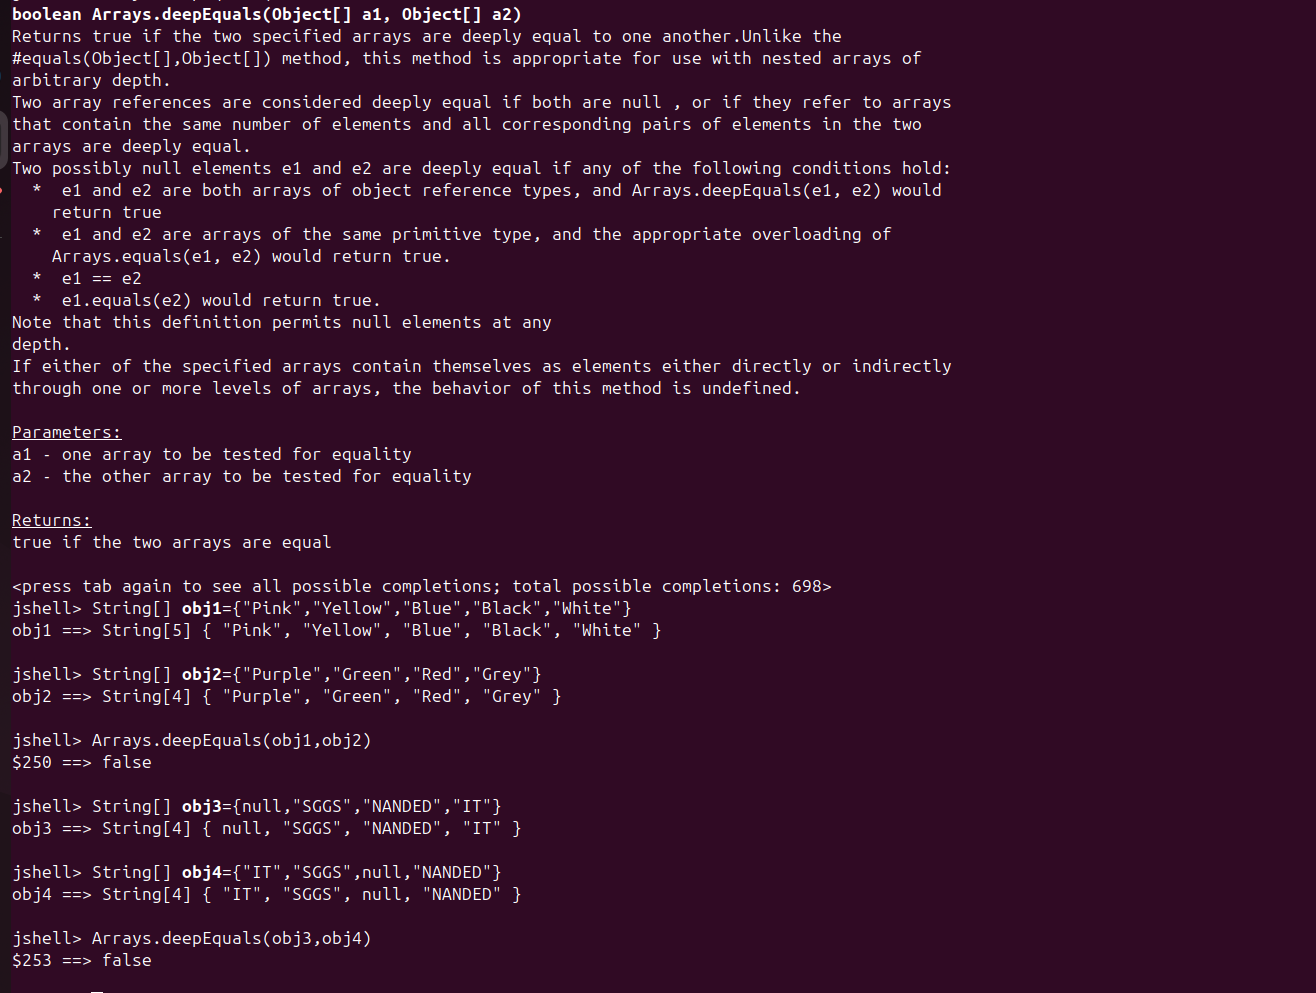 boolean Arrays.deepEquals(Object[] a1, Object[] a2)
Returns true if the two specified arrays are deeply equal to one another.Unlike the
#equals(Object[],Object[]) method, this method is appropriate for use with nested arrays of
arbitrary depth.
Two array references are considered deeply equal if both are null , or if they refer to arrays
that contain the same number of elements and all corresponding pairs of elements in the two
arrays are deeply equal.
Two possibly null elements e1 and e2 are deeply equal if any of the following conditions hold:
  *  e1 and e2 are both arrays of object reference types, and Arrays.deepEquals(e1, e2) would
    return true
  *  e1 and e2 are arrays of the same primitive type, and the appropriate overloading of
    Arrays.equals(e1, e2) would return true.
  *  e1 == e2
  *  e1.equals(e2) would return true.
Note that this definition permits null elements at any
depth.
If either of the specified arrays contain themselves as elements either directly or indirectly
through one or more levels of arrays, the behavior of this method is undefined.

Parameters:
a1 - one array to be tested for equality
a2 - the other array to be tested for equality

Returns:
true if the two arrays are equal

<press tab again to see all possible completions; total possible completions: 698>
jshell> String[] obj1={"Pink","Yellow","Blue","Black","White"}
obj1 ==> String[5] { "Pink", "Yellow", "Blue", "Black", "White" }

jshell> String[] obj2={"Purple","Green","Red","Grey"}
obj2 ==> String[4] { "Purple", "Green", "Red", "Grey" }

jshell> Arrays.deepEquals(obj1,obj2)
$250 ==> false

jshell> String[] obj3={null,"SGGS","NANDED","IT"}
obj3 ==> String[4] { null, "SGGS", "NANDED", "IT" }

jshell> String[] obj4={"IT","SGGS",null,"NANDED"}
obj4 ==> String[4] { "IT", "SGGS", null, "NANDED" }

jshell> Arrays.deepEquals(obj3,obj4)
$253 ==> false